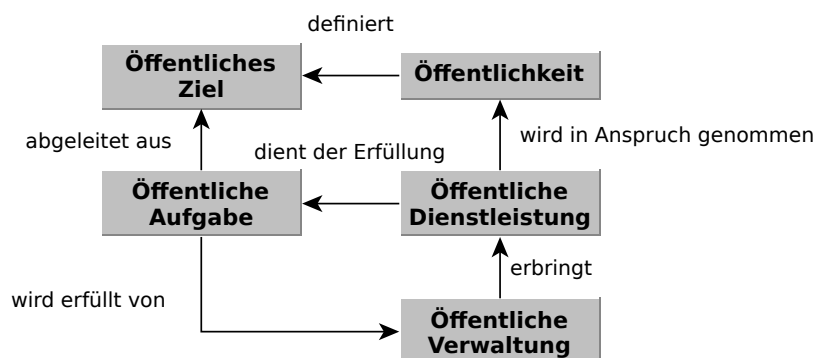 definiert
Öffentliches
Ziel
Öffentlichkeit
abgeleitet aus
wird in Anspruch genommen
dient der Erfüllung
Öffentliche
Aufgabe
Öffentliche
Dienstleistung
erbringt
wird erfüllt von
Öffentliche
Verwaltung